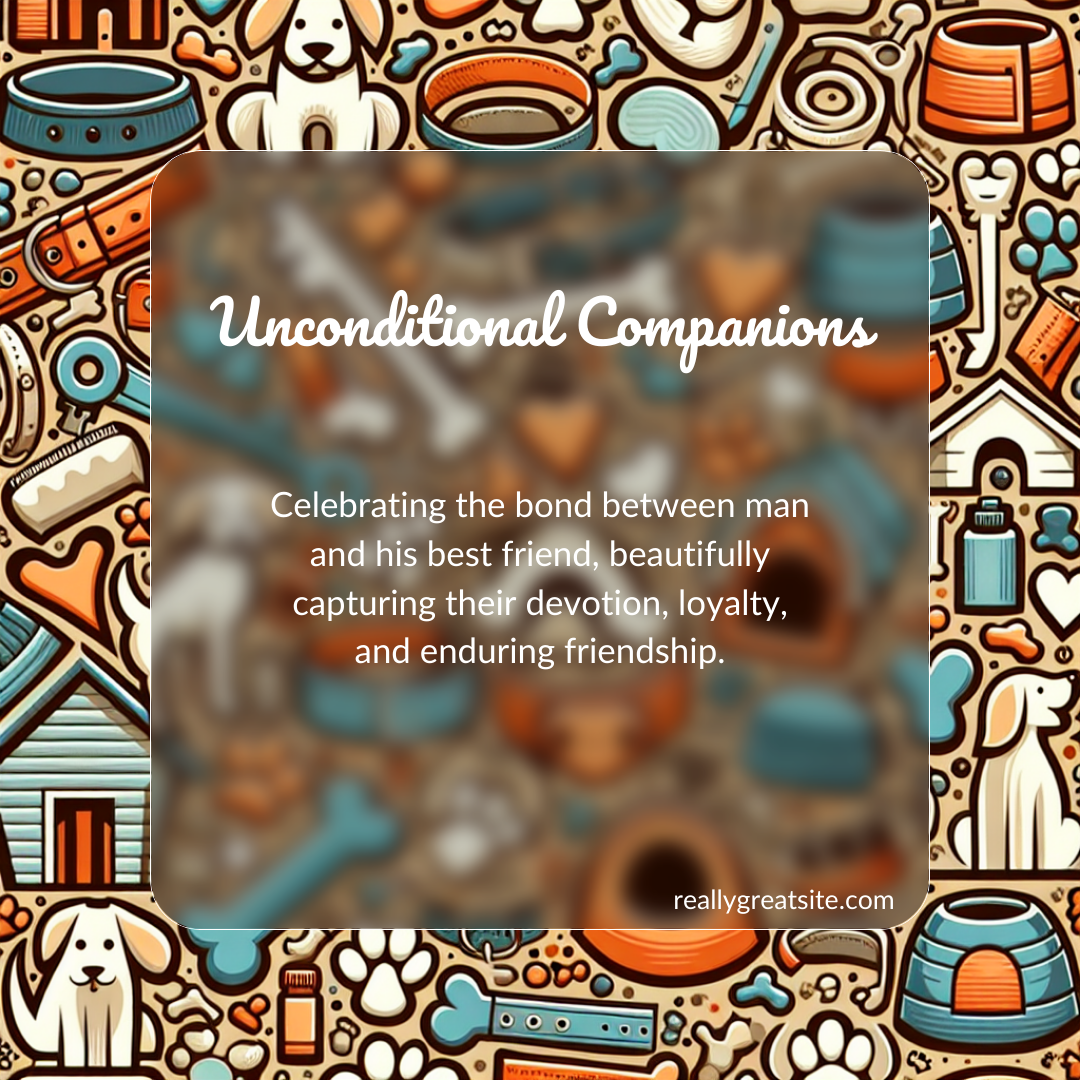 Unconditional Companions
Celebrating the bond between man
and his best friend, beautifully
capturing their devotion, loyalty,
and enduring friendship.
reallygreatsite.com